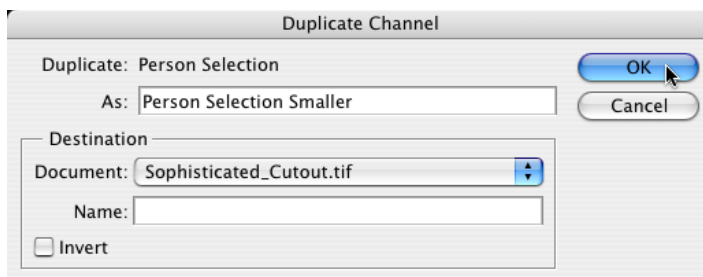 Duplicate Channel
Duplicate: Person Selection
OK
As: Person Selection Smaller
Cancel
Destination
Document: Sophisticated_Cutout.tif
Name:
Invert